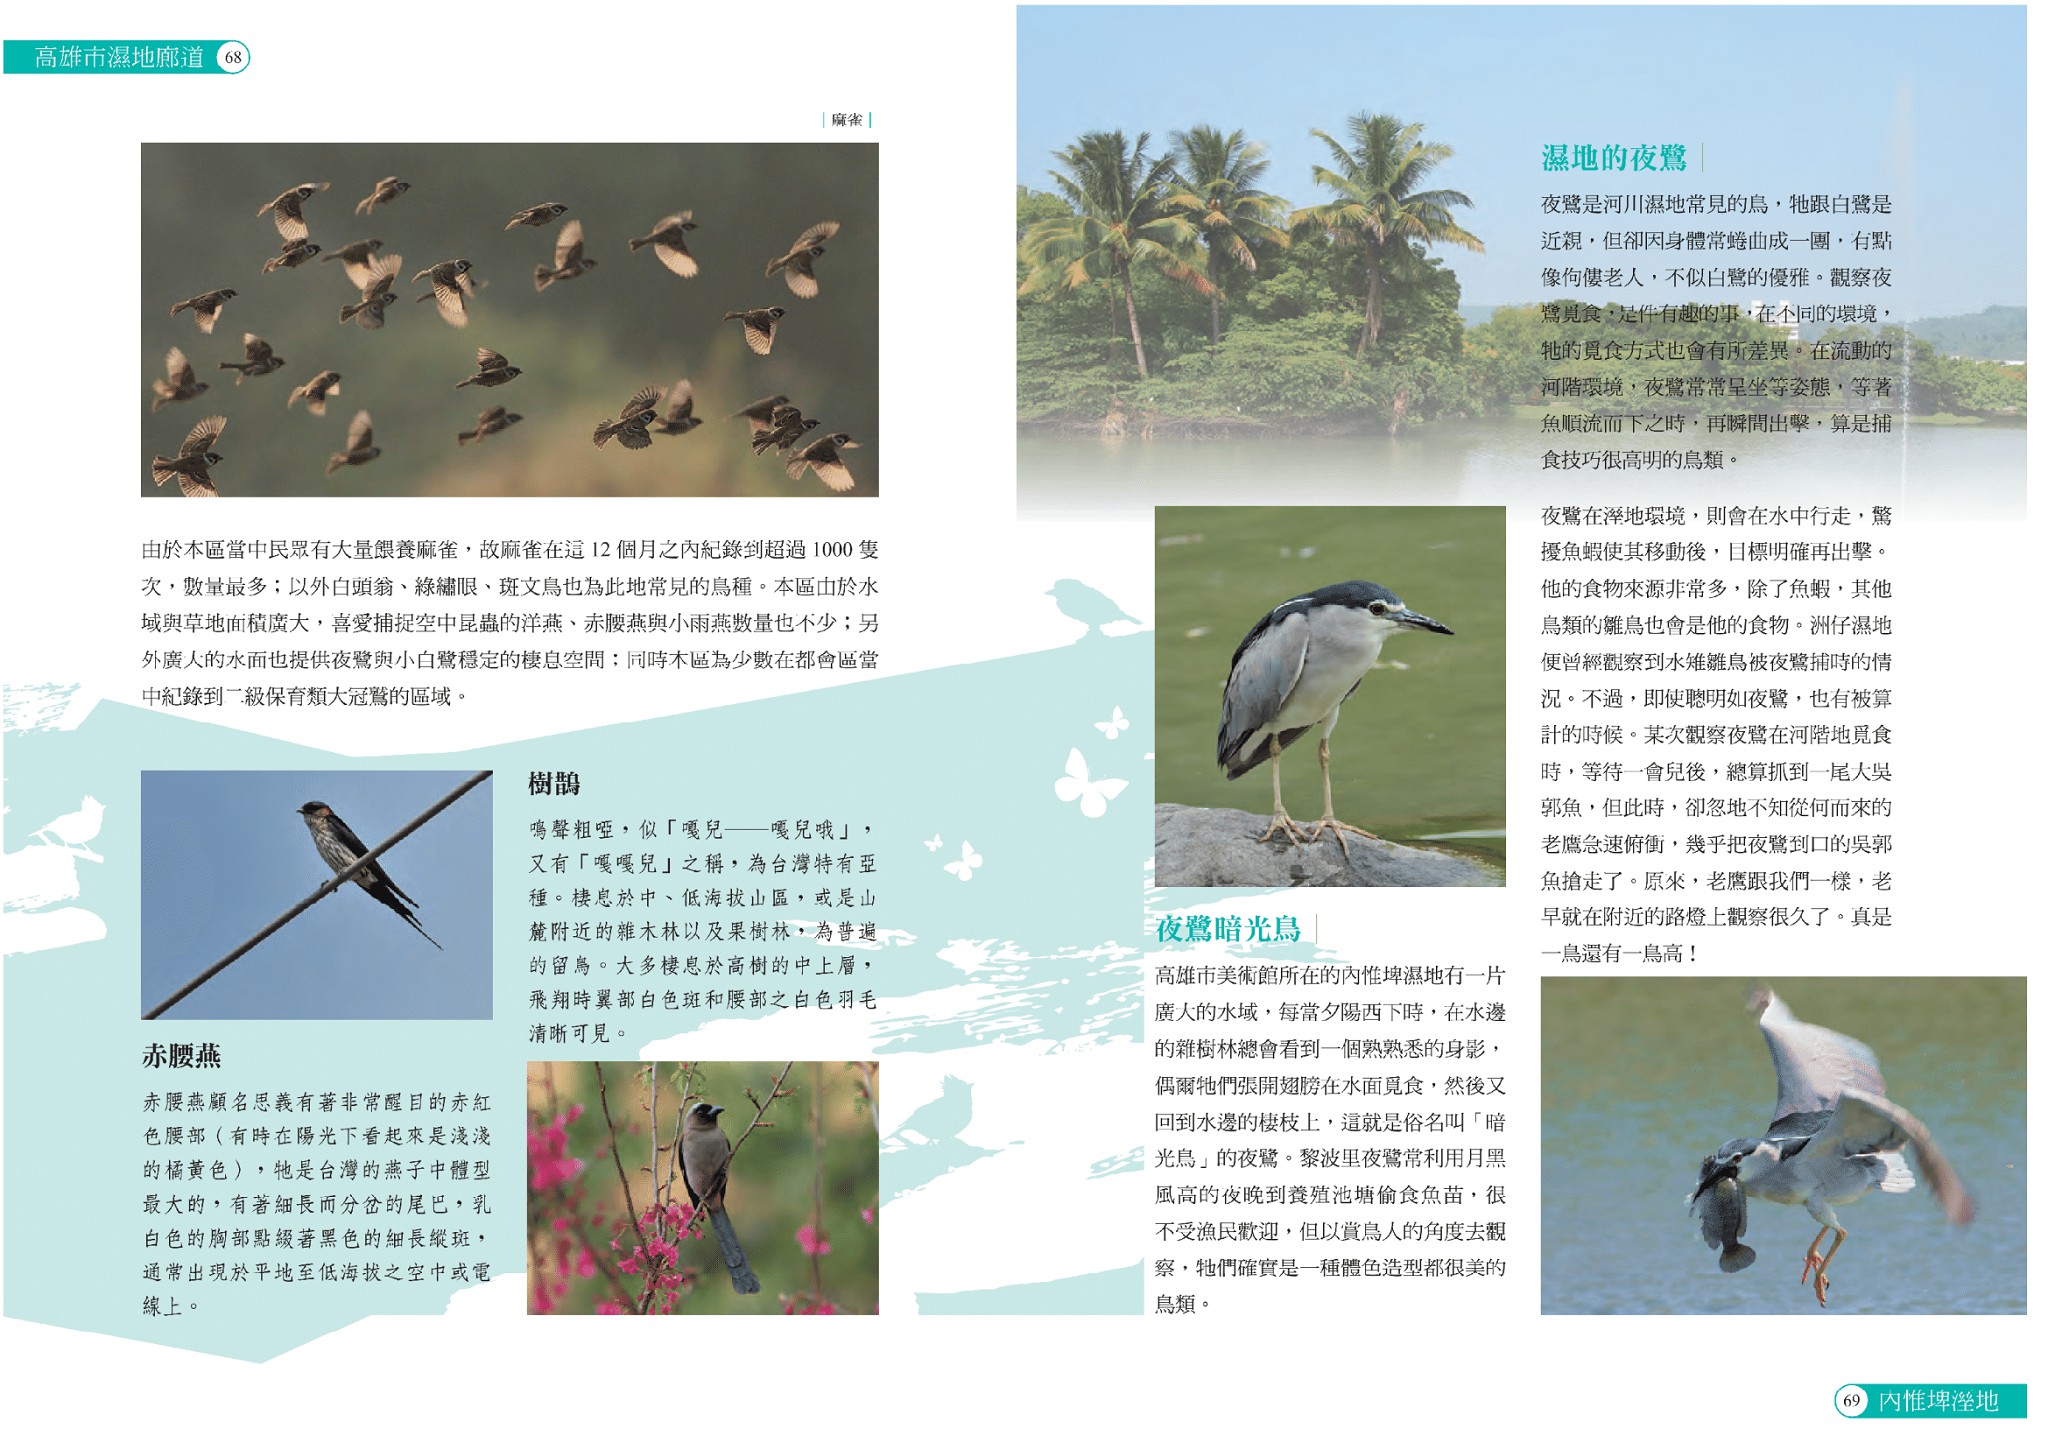 高雄市濕地廊道 68
麻雀
由於本區當中民眾有大量餵養麻雀，故麻雀在這 12 個月之內紀錄到超過 1000 隻
次，數量最多；以外白頭翁、綠繡眼、斑文鳥也為此地常見的鳥種。本區由於水
域與草地面積廣大，喜愛捕捉空中昆蟲的洋燕、赤腰燕與小雨燕數量也不少；另
外廣大的水面也提供夜鷺與小白鷺穩定的棲息空間；同時本區為少數在都會區當
中紀錄到二級保育類大冠鷲的區域。
赤腰燕
赤腰燕顧名思義有著非常醒目的赤紅
色腰部（有時在陽光下看起來是淺淺
的橘黃色），牠是台灣的燕子中體型
最大的，有著細長而分岔的尾巴，乳
白色的胸部點綴著黑色的細長縱斑，
通常出現於平地至低海拔之空中或電
線上。
樹鵲
鳴聲粗啞，似「嘎兒——嘎兒哦」，
又有「嘎嘎兒」之稱，為台灣特有亞
種。棲息於中、低海拔山區，或是山
麓附近的雜木林以及果樹林，為普遍
的留鳥。大多棲息於高樹的中上層，
飛翔時翼部白色斑和腰部之白色羽毛
清晰可見。
夜鷺暗光鳥
高雄市美術館所在的內惟埤濕地有一片
廣大的水域，每當夕陽西下時，在水邊
的雜樹林總會看到一個熟熟悉的身影，
偶爾牠們張開翅膀在水面覓食，然後又
回到水邊的棲枝上，這就是俗名叫「暗
光鳥」的夜鷺。黎波里夜鷺常利用月黑
風高的夜晚到養殖池塘偷食魚苗，很
不受漁民歡迎，但以賞鳥人的角度去觀
察，牠們確實是一種體色造型都很美的
鳥類。
濕地的夜鷺
夜鷺是河川濕地常見的鳥，牠跟白鷺是
近親，但卻因身體常蜷曲成一團，有點
像佝僂老人，不似白鷺的優雅。觀察夜
鷺覓食，是件有趣的事，在不同的環境，
牠的覓食方式也會有所差異。在流動的
河階環境，夜鷺常常呈坐等姿態，等著
魚順流而下之時，再瞬間出擊，算是捕
食技巧很高明的鳥類。
夜鷺在溼地環境，則會在水中行走，驚
擾魚蝦使其移動後，目標明確再出擊。
他的食物來源非常多，除了魚蝦，其他
鳥類的雛鳥也會是他的食物。洲仔濕地
便曾經觀察到水雉雛鳥被夜鷺捕時的情
況。不過，即使聰明如夜鷺，也有被算
計的時候。某次觀察夜鷺在河階地覓食
時，等待一會兒後，總算抓到一尾大吳
郭魚，但此時，卻忽地不知從何而來的
老鷹急速俯衝，幾乎把夜鷺到口的吳郭
魚搶走了。原來，老鷹跟我們一樣，老
早就在附近的路燈上觀察很久了。真是
一鳥還有一鳥高！
69 內惟埤溼地